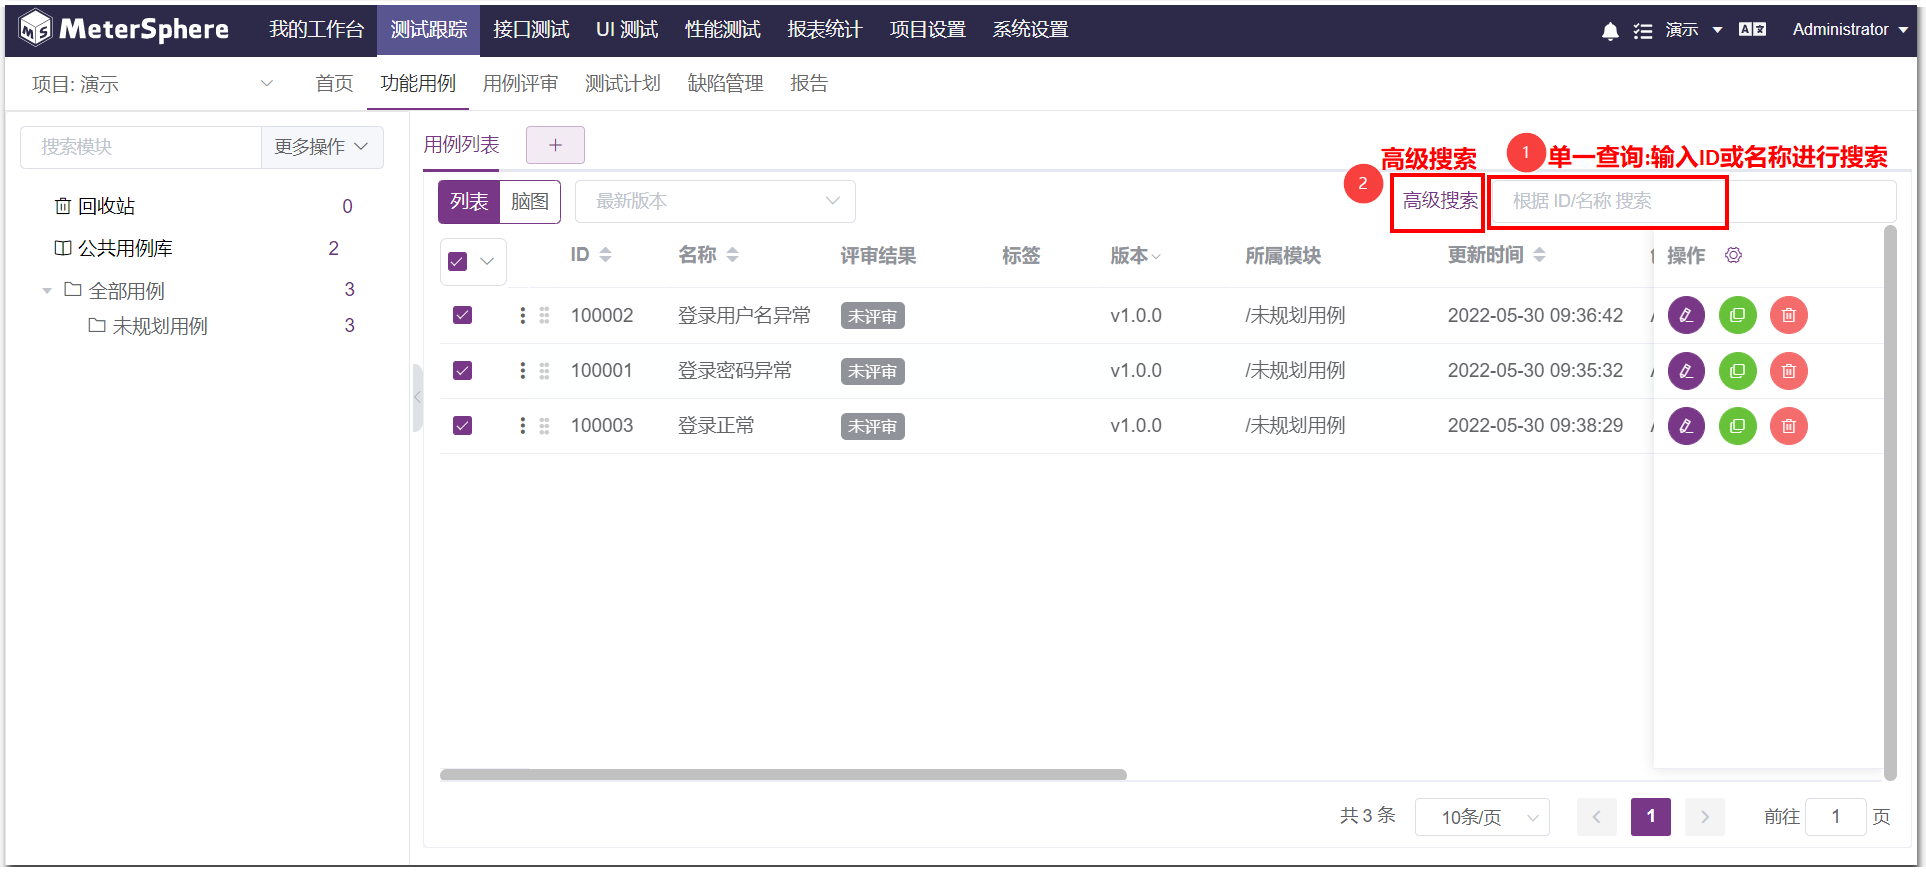 MeterSphere 我的工作台 测试跟踪 接口测试 UI 测试 性能测试 报表统计 项目设置 系统设置 演示 Administrator
项目: 演示 首页 功能用例 用例评审 测试计划 缺陷管理 报告
搜索模块 更多操作
回收站 0
公共用例库 2
全部用例 3
未规划用例 3
用例列表 +
高级搜索 1 单一查询:输入ID或名称进行搜索
2
列表 脑图 最新版本 高级搜索 根据 ID/名称 搜索
ID 名称 评审结果 标签 版本 所属模块 更新时间 操作
100002 登录用户名异常 未评审 v1.0.0 /未规划用例 2022-05-30 09:36:42
100001 登录密码异常 未评审 v1.0.0 /未规划用例 2022-05-30 09:35:32
100003 登录正常 未评审 v1.0.0 /未规划用例 2022-05-30 09:38:29
共 3 条 10条/页 1 前往 1 页